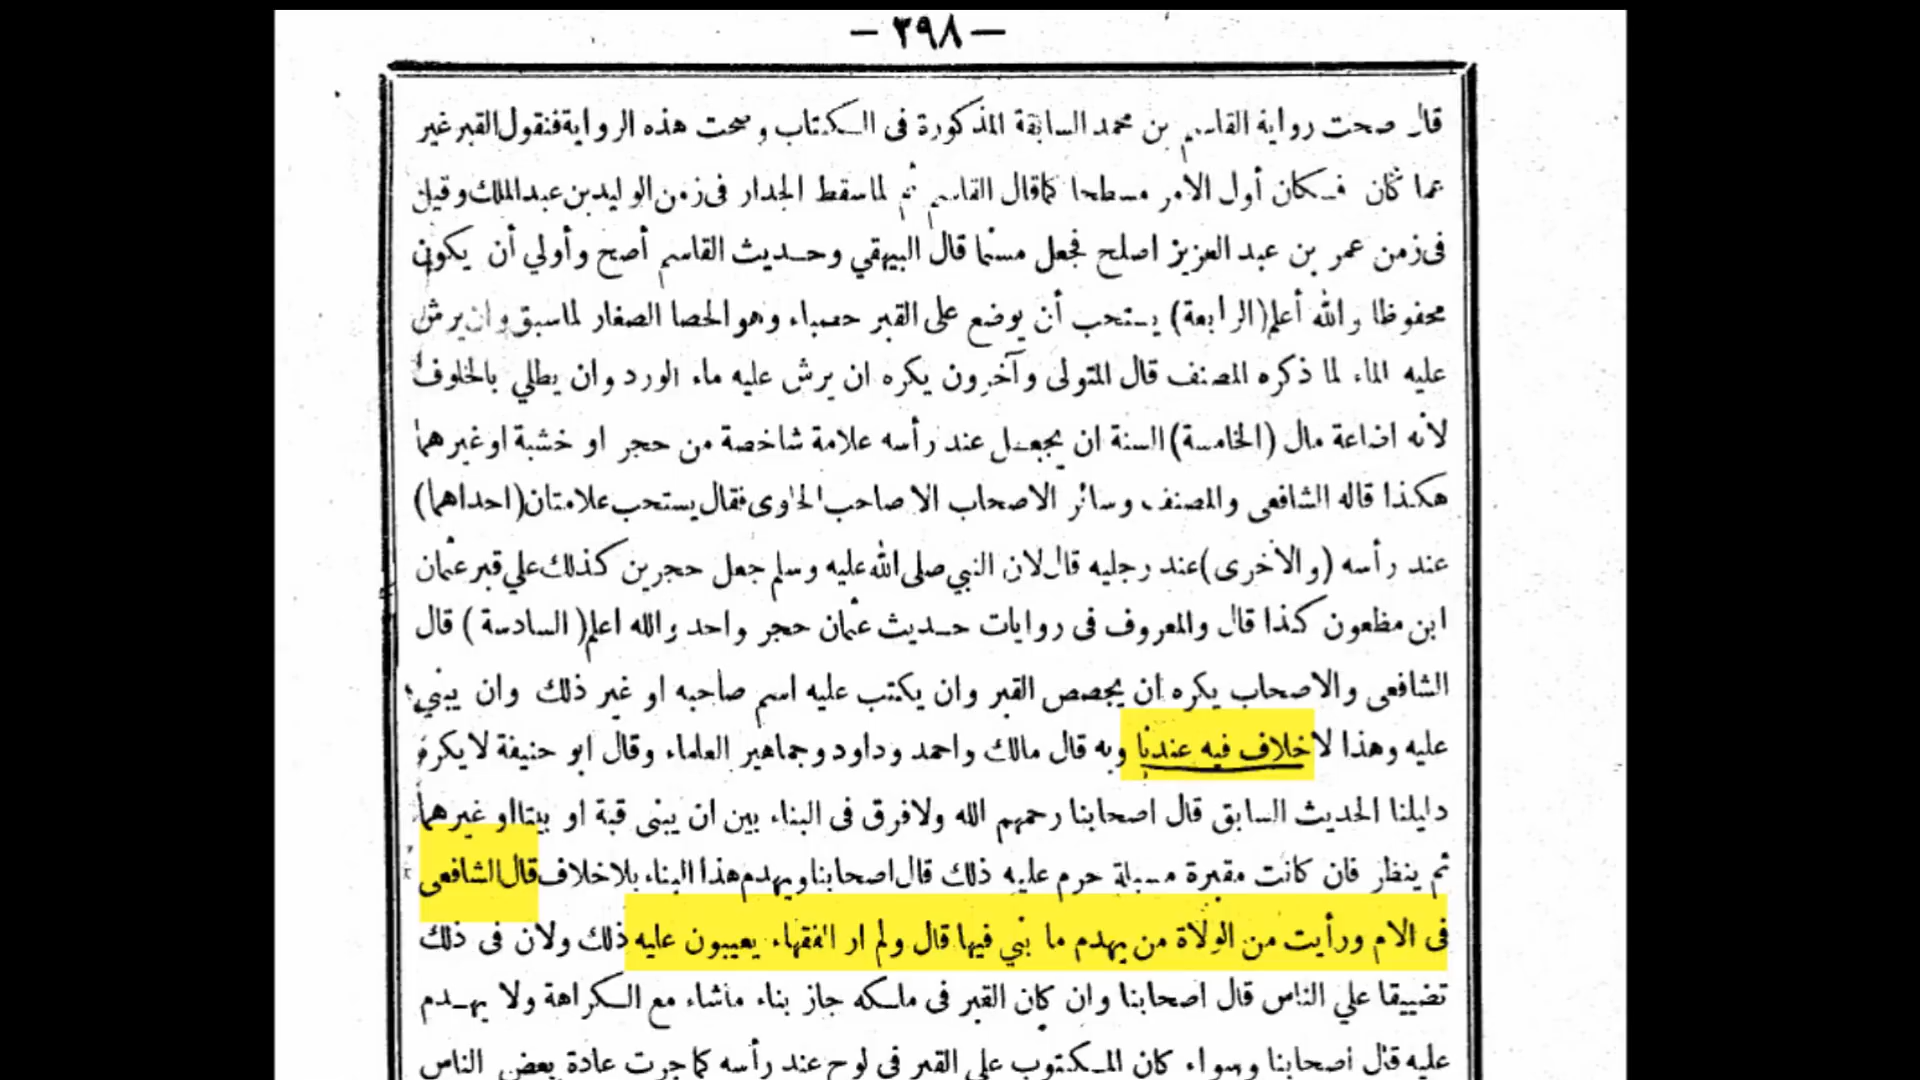 — ٢٩٨ —
قال صحت رواية القاسم بن محمد السابقة المذكورة فى الكتاب وصحت هذه الرواية فنقول القبر غير
عما كان فكان أول الامر مسطحا كما قال القاسم ثم لما سقط الجدار فى زمن الوليد بن عبد الملك وقيل
فى زمن عمر بن عبد العزيز اصلح فجعل مسنما قال البيهقي وحديث القاسم أصح وأولي أن يكون
محفوظا والله أعلم (الرابعة) يستحب أن يوضع على القبر حصباء وهو الحصا الصغار لما سبق وان يرش
عليه الماء لما ذكره المصنف قال المتولى وآخرون يكره ان يرش عليه ماء الورد وان يطلي بالخلوف
لانه اضاعة مال (الخامسة) السنة ان يجعل عند رأسه علامة شاخصة من حجر او خشبة او غيرهما
هكذا قاله الشافعى والمصنف وسائر الاصحاب الا صاحب الحاوى فقال يستحب علامتان (احداهما)
عند رأسه (والاخرى) عند رجليه قال لان النبي صلى الله عليه وسلم جعل حجرين كذلك علي قبر عثمان
ابن مظعون كذا قال والمعروف فى روايات حديث عثمان حجر واحد والله اعلم (السادسة) قال
الشافعى والاصحاب يكره ان يجصص القبر وان يكتب عليه اسم صاحبه او غير ذلك وان يبني
عليه وهذا لا خلاف فيه عندنا وبه قال مالك واحمد وداود وجماهير العلماء وقال ابو حنيفة لا يكره
دليلنا الحديث السابق قال اصحابنا رحمهم الله ولا فرق فى البناء بين ان يبنى قبة او بيتا او غيرهما
ثم ينظر فان كانت مقبرة مسبلة حرم عليه ذلك قال اصحابنا ويهدم هذا البناء بلا خلاف قال الشافعى
فى الام ورأيت من الولاة من يهدم ما بني فيها قال ولم ار الفقهاء يعيبون عليه ذلك ولان فى ذلك
تضييقا علي الناس قال اصحابنا وان كان القبر فى ملكه جاز بناء ماشاء مع الكراهة ولا يهدم
عليه قال اصحابنا وسواء كان المكتوب علي القبر فى لوح عند رأسه كما جرت عادة بعض الناس